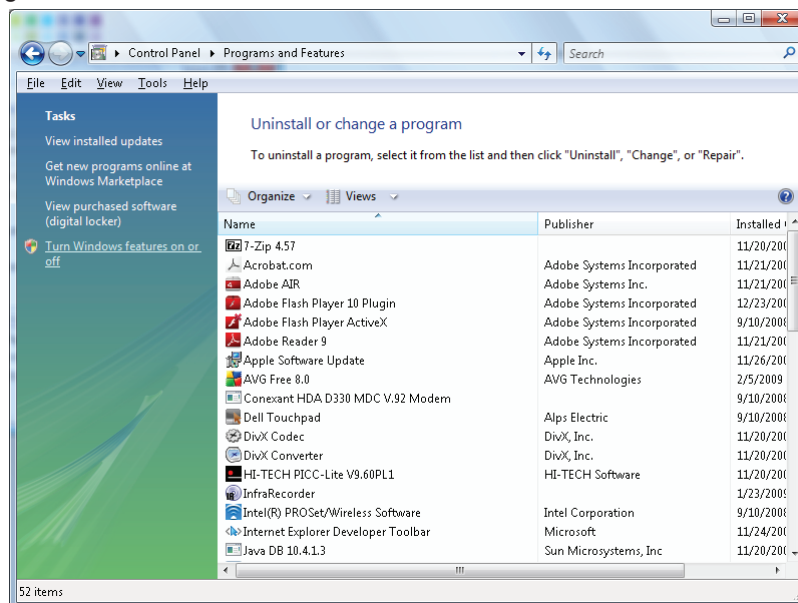 Control Panel Programs and Features
Search
File Edit View Tools Help
Tasks
View installed updates
Get new programs online at
Windows Marketplace
View purchased software
(digital locker)
Turn Windows features on or
off
Uninstall or change a program
To uninstall a program, select it from the list and then click "Uninstall", "Change", or "Repair".
Organize Views
Name Publisher Installed
7-Zip 4.57 11/20/200
Acrobat.com Adobe Systems Incorporated 11/21/200
Adobe AIR Adobe Systems Inc. 11/21/200
Adobe Flash Player 10 Plugin Adobe Systems Incorporated 12/23/200
Adobe Flash Player ActiveX Adobe Systems Incorporated 9/10/2008
Adobe Reader 9 Adobe Systems Incorporated 11/21/200
Apple Software Update Apple Inc. 11/26/200
AVG Free 8.0 AVG Technologies 2/5/2009
Conexant HDA D330 MDC V.92 Modem 9/10/2008
Dell Touchpad Alps Electric 9/10/2008
DivX Codec DivX, Inc. 11/20/200
DivX Converter DivX, Inc. 11/20/200
HI-TECH PICC-Lite V9.60PL1 HI-TECH Software 11/20/200
InfraRecorder 1/23/2009
Intel(R) PROSet/Wireless Software Intel Corporation 9/10/2008
Internet Explorer Developer Toolbar Microsoft 11/24/200
Java DB 10.4.1.3 Sun Microsystems, Inc 11/20/200
52 items